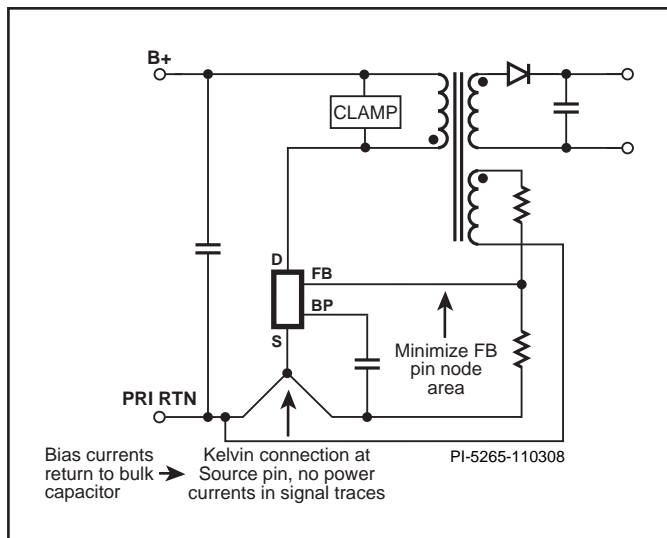 B+
CLAMP
D
FB
BP
S
Minimize FB
pin node
area
PRI RTN
Bias currents
return to bulk
capacitor
Kelvin connection at
Source pin, no power
currents in signal traces
PI-5265-110308